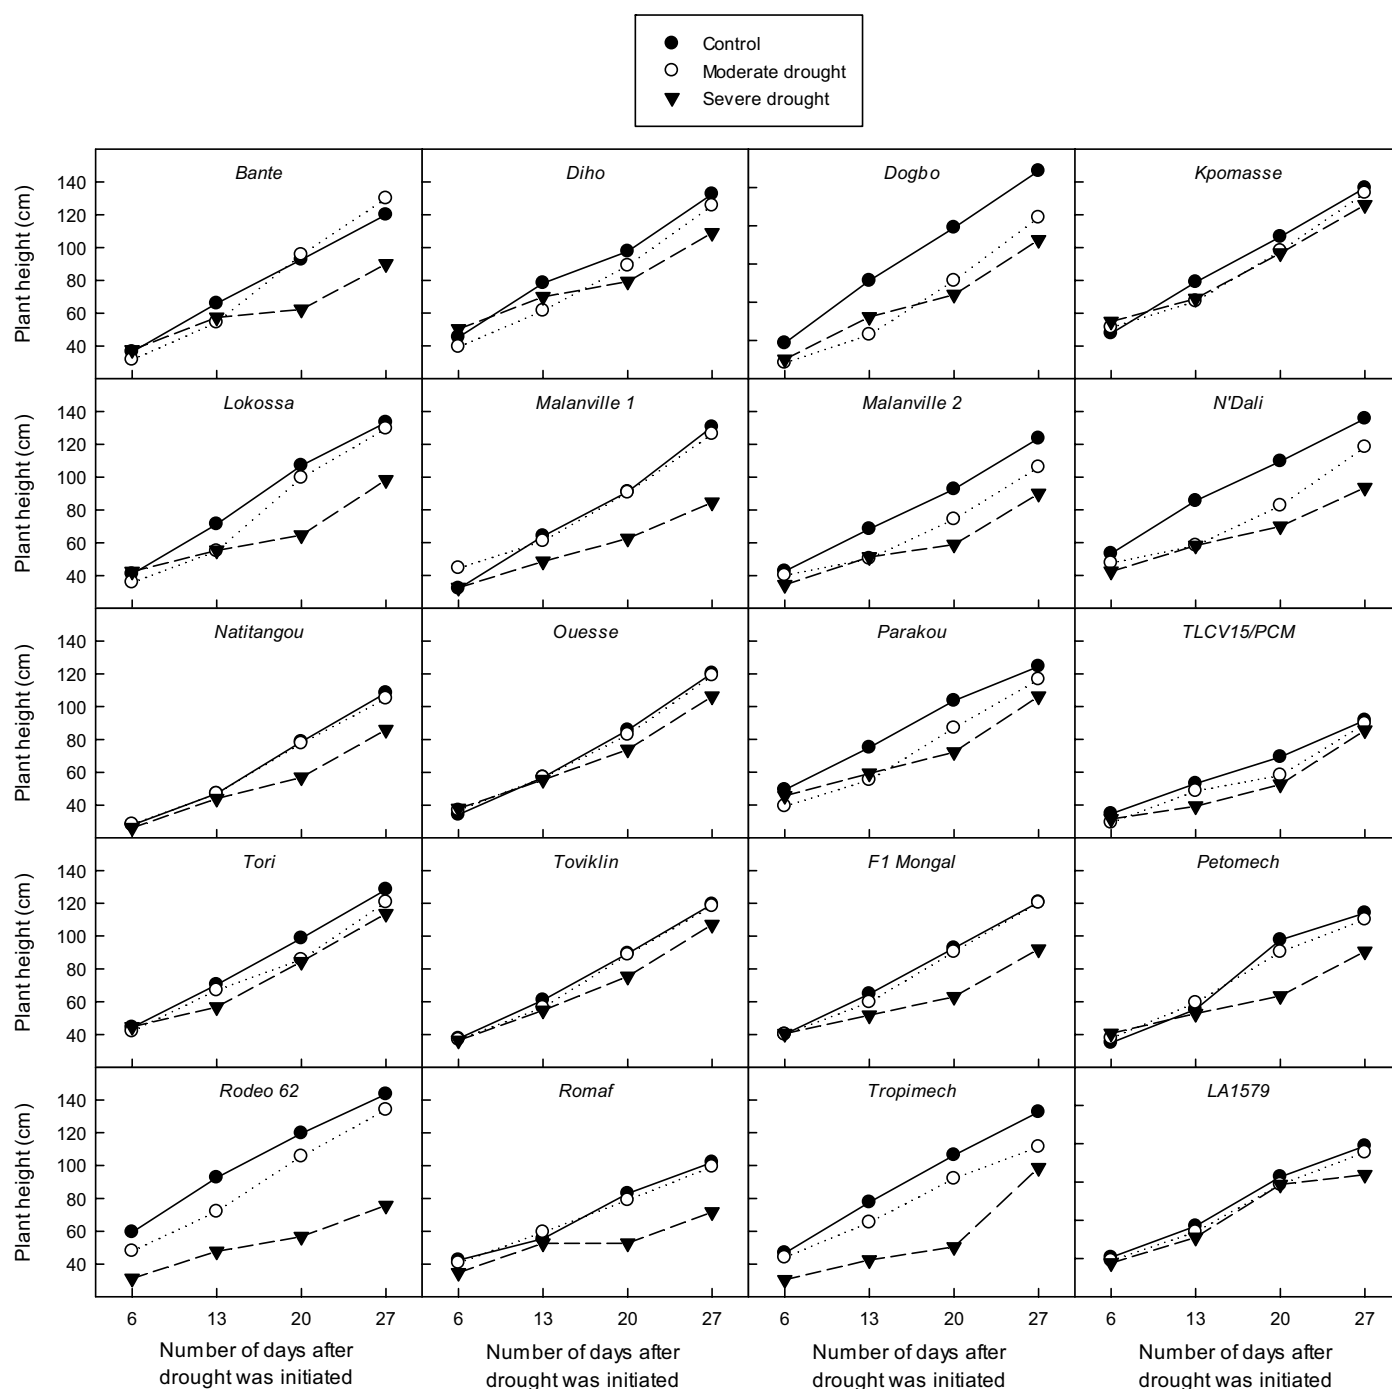 Control
Moderate drought
Severe drought
Bante
Diho
Dogbo
Kpomasse
Plant height (cm)
140
120
100
80
60
40
Lokossa
Malanville 1
Malanville 2
N'Dali
Plant height (cm)
140
120
100
80
60
40
Natitangou
Ouesse
Parakou
TLCV15/PCM
Plant height (cm)
140
120
100
80
60
40
Tori
Toviklin
F1 Mongal
Petomech
Plant height (cm)
140
120
100
80
60
40
Rodeo 62
Romaf
Tropimech
LA1579
Plant height (cm)
140
120
100
80
60
40
6 13 20 27 6 13 20 27 6 13 20 27 6 13 20 27
Number of days after
drought was initiated
Number of days after
drought was initiated
Number of days after
drought was initiated
Number of days after
drought was initiated